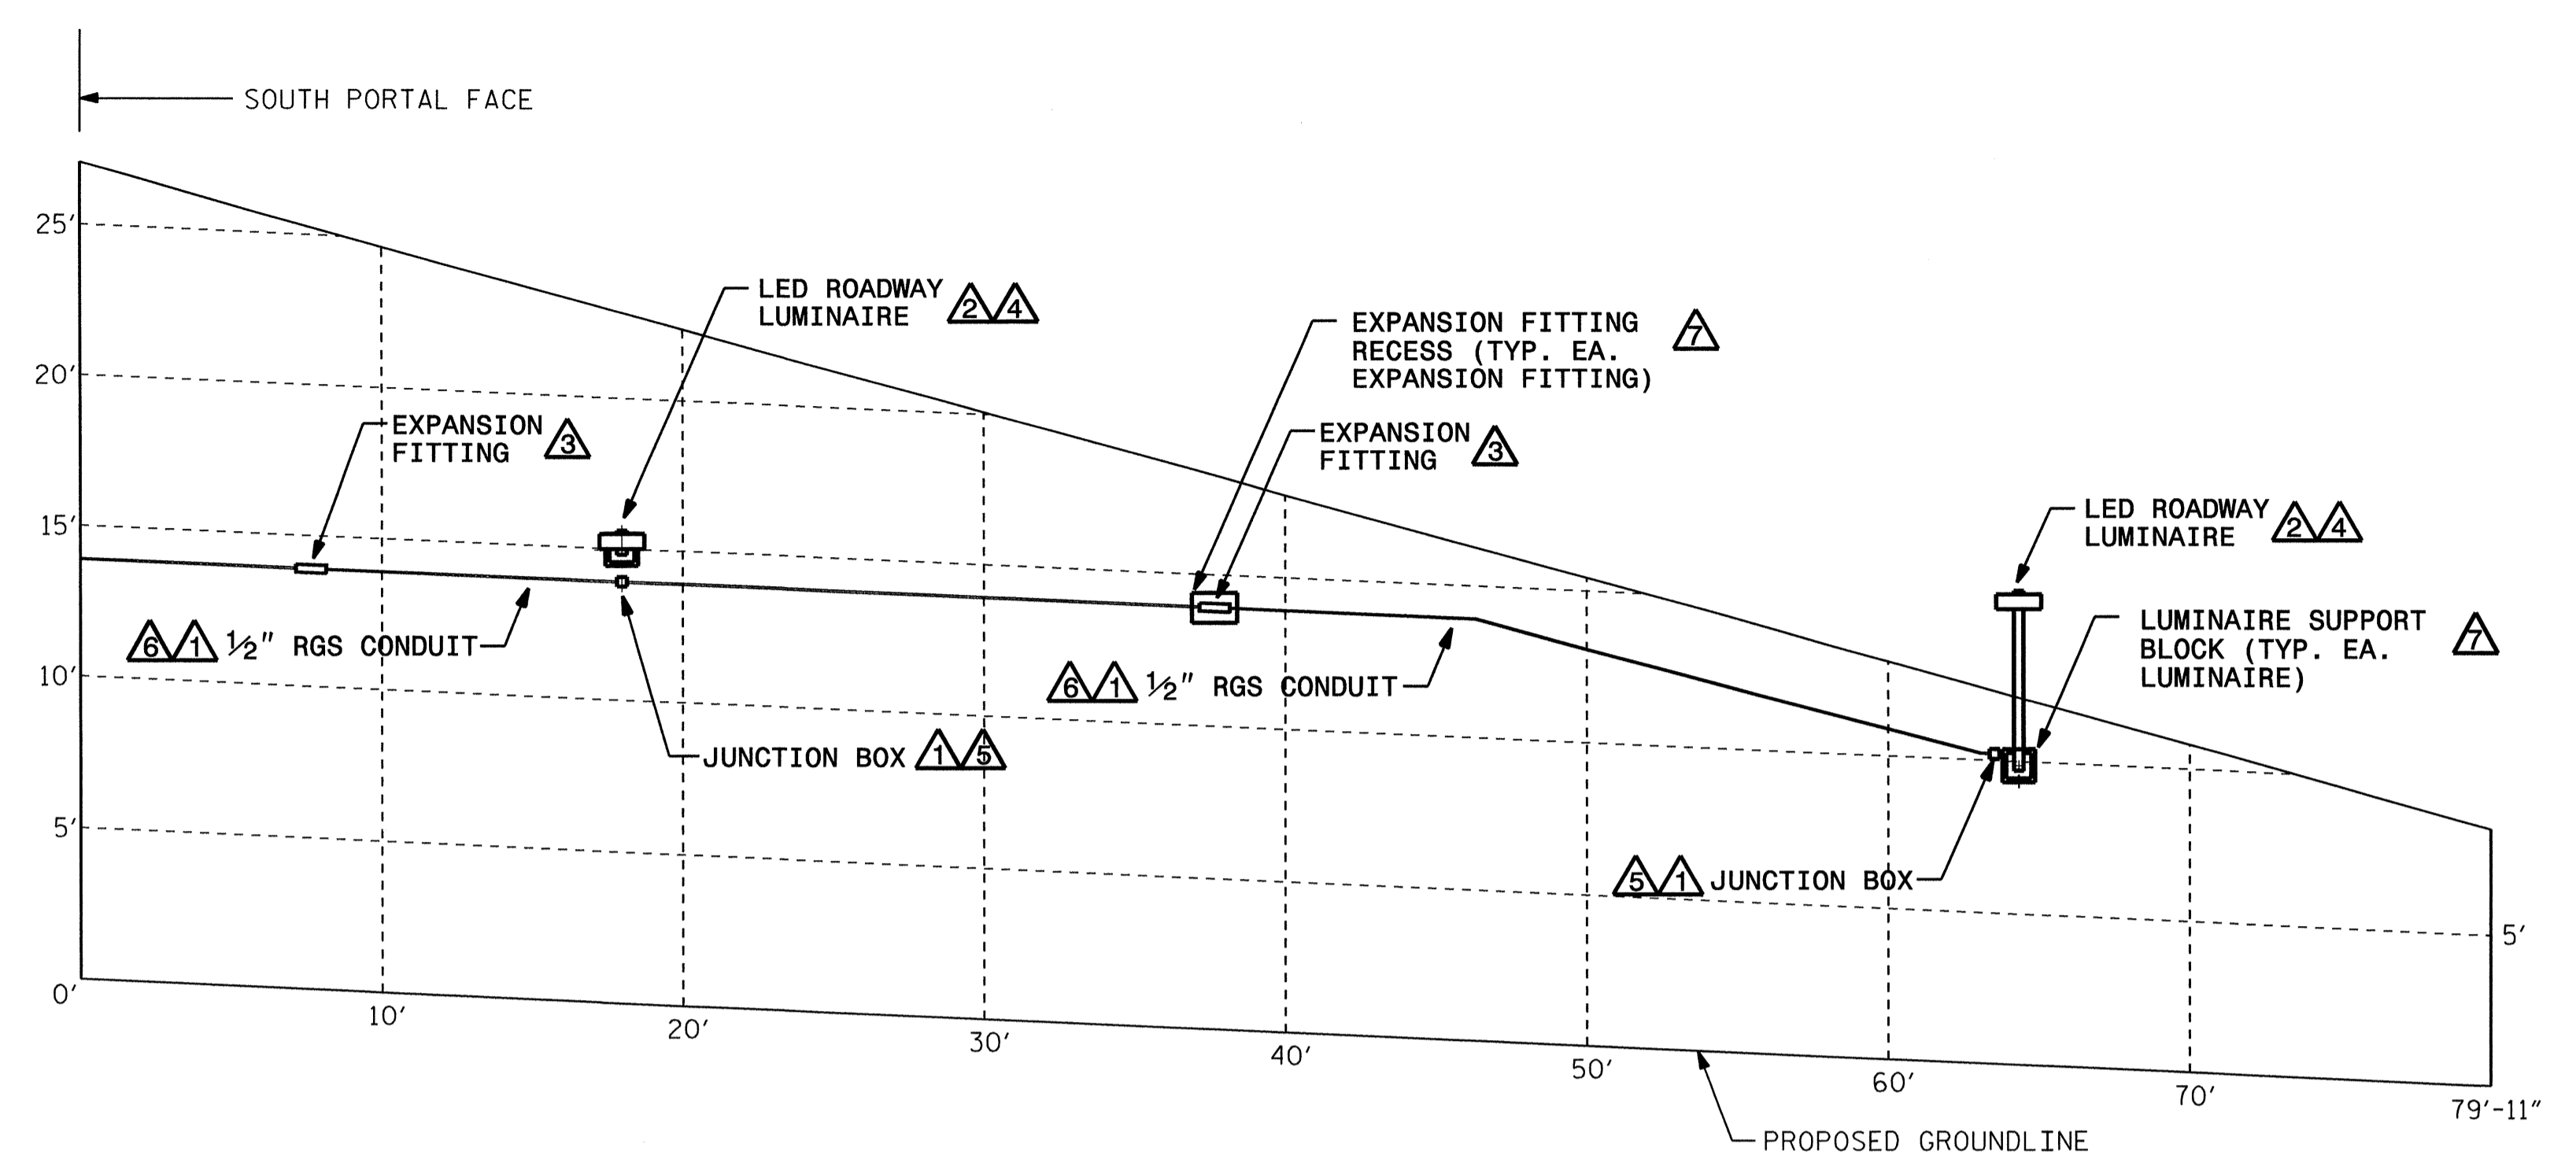 SOUTH PORTAL FACE
25'
20'
15'
10'
5'
0'
LED ROADWAY
LUMINAIRE 2 4
EXPANSION FITTING
RECESS (TYP. EA.
EXPANSION FITTING) 7
EXPANSION
FITTING 3
EXPANSION
FITTING 3
LED ROADWAY
LUMINAIRE 2 4
LUMINAIRE SUPPORT
BLOCK (TYP. EA.
LUMINAIRE) 7
6 1 ½" RGS CONDUIT
6 1 ½" RGS CONDUIT
JUNCTION BOX 1 5
5 1 JUNCTION BOX
5'
10'
20'
30'
40'
50'
60'
70'
79'-11"
PROPOSED GROUNDLINE